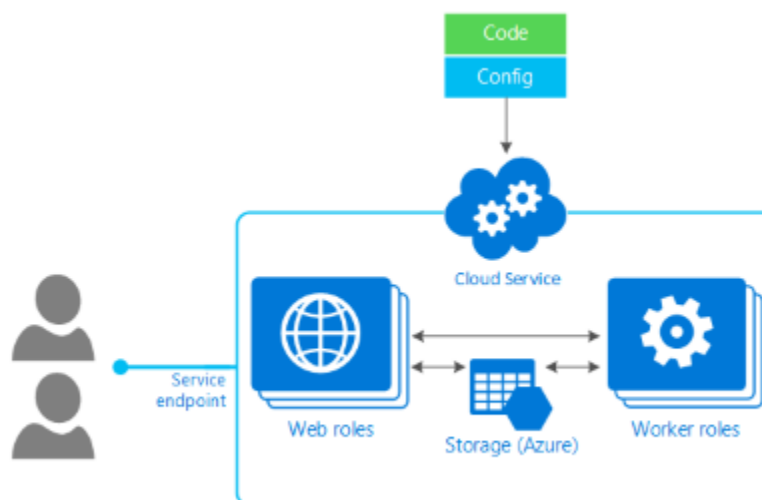 Code
Config
Cloud Service
Service
endpoint
Web roles
Storage (Azure)
Worker roles